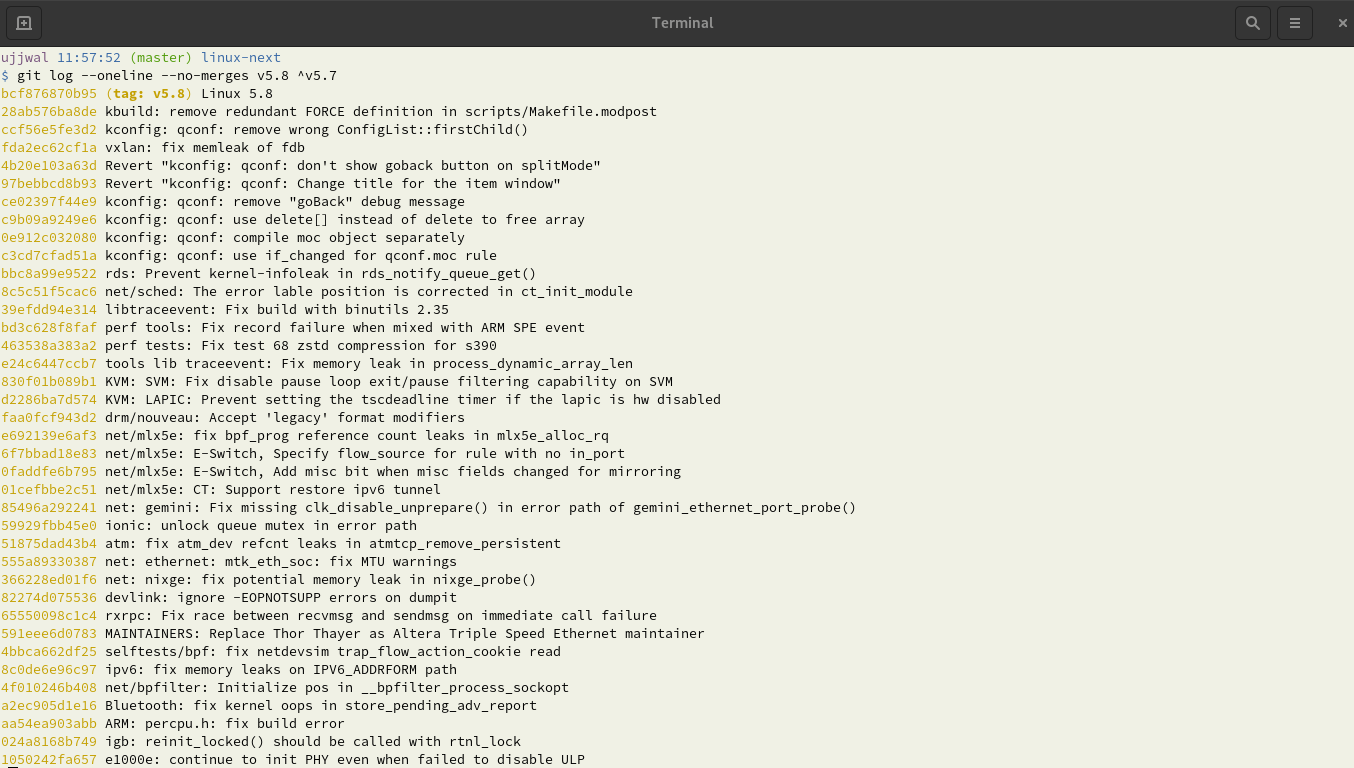 Terminal
ujjwal 11:57:52 (master) linux-next
$ git log --oneline --no-merges v5.8 ^v5.7
bcf876870b95 (tag: v5.8) Linux 5.8
28ab576ba8de kbuild: remove redundant FORCE definition in scripts/Makefile.modpost
ccf56e5fe3d2 kconfig: qconf: remove wrong ConfigList::firstChild()
fda2ec62cf1a vxlan: fix memleak of fdb
4b20e103a63d Revert "kconfig: qconf: don't show goback button on splitMode"
97bebbcd8b93 Revert "kconfig: qconf: Change title for the item window"
ce02397f44e9 kconfig: qconf: remove "goBack" debug message
c9b09a9249e6 kconfig: qconf: use delete[] instead of delete to free array
0e912c032080 kconfig: qconf: compile moc object separately
c3cd7cfad51a kconfig: qconf: use if_changed for qconf.moc rule
bbc8a99e9522 rds: Prevent kernel-infoleak in rds_notify_queue_get()
8c5c51f5cac6 net/sched: The error lable position is corrected in ct_init_module
39efdd94e314 libtraceevent: Fix build with binutils 2.35
bd3c628f8faf perf tools: Fix record failure when mixed with ARM SPE event
463538a383a2 perf tests: Fix test 68 zstd compression for s390
e24c6447ccb7 tools lib traceevent: Fix memory leak in process_dynamic_array_len
830f01b089b1 KVM: SVM: Fix disable pause loop exit/pause filtering capability on SVM
d2286ba7d574 KVM: LAPIC: Prevent setting the tscdeadline timer if the lapic is hw disabled
faa0fcf943d2 drm/nouveau: Accept 'legacy' format modifiers
e692139e6af3 net/mlx5e: fix bpf_prog reference count leaks in mlx5e_alloc_rq
6f7bbad18e83 net/mlx5e: E-Switch, Specify flow_source for rule with no in_port
0faddfe6b795 net/mlx5e: E-Switch, Add misc bit when misc fields changed for mirroring
01cefbbe2c51 net/mlx5e: CT: Support restore ipv6 tunnel
85496a292241 net: gemini: Fix missing clk_disable_unprepare() in error path of gemini_ethernet_port_probe()
59929fbb45e0 ionic: unlock queue mutex in error path
51875dad43b4 atm: fix atm_dev refcnt leaks in atmtcp_remove_persistent
555a89330387 net: ethernet: mtk_eth_soc: fix MTU warnings
366228ed01f6 net: nixge: fix potential memory leak in nixge_probe()
82274d075536 devlink: ignore -EOPNOTSUPP errors on dumpit
65550098c1c4 rxrpc: Fix race between recvmsg and sendmsg on immediate call failure
591eee6d0783 MAINTAINERS: Replace Thor Thayer as Altera Triple Speed Ethernet maintainer
4bbca662df25 selftests/bpf: fix netdevsim trap_flow_action_cookie read
8c0de6e96c97 ipv6: fix memory leaks on IPV6_ADDRFORM path
4f010246b408 net/bpfilter: Initialize pos in __bpfilter_process_sockopt
a2ec905d1e16 Bluetooth: fix kernel oops in store_pending_adv_report
aa54ea903abb ARM: percpu.h: fix build error
024a8168b749 igb: reinit_locked() should be called with rtnl_lock
1050242fa657 e1000e: continue to init PHY even when failed to disable ULP